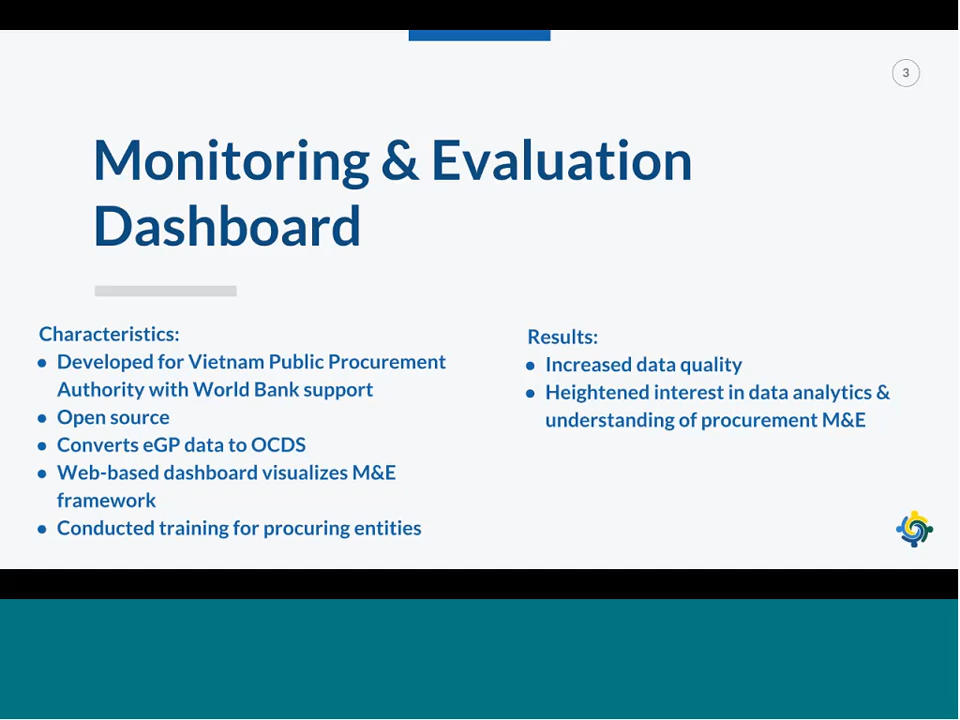 3
Monitoring & Evaluation
Dashboard
Characteristics:
● Developed for Vietnam Public Procurement
Authority with World Bank support
● Open source
● Converts eGP data to OCDS
● Web-based dashboard visualizes M&E
framework
● Conducted training for procuring entities
Results:
● Increased data quality
● Heightened interest in data analytics &
understanding of procurement M&E